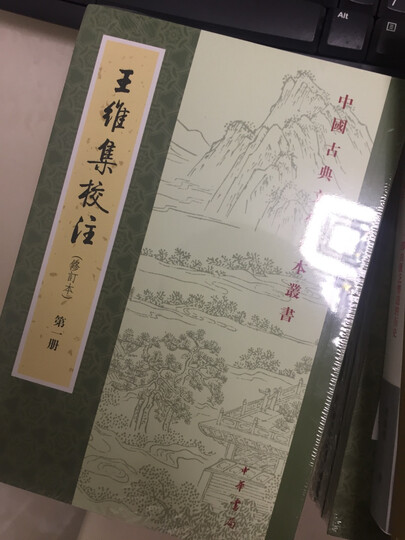 王維集校注
(修訂本)
第一册
中國古典
本叢書
中華書局
Alt